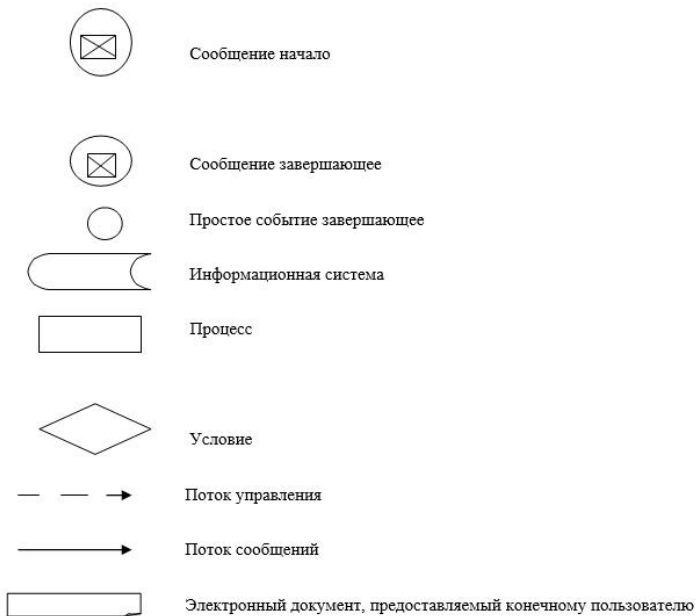 Сообщение начало
Сообщение завершающее
Простое событие завершающее
Информационная система
Процесс
Условие
Поток управления
Поток сообщений
Электронный документ, предоставляемый конечному пользователю